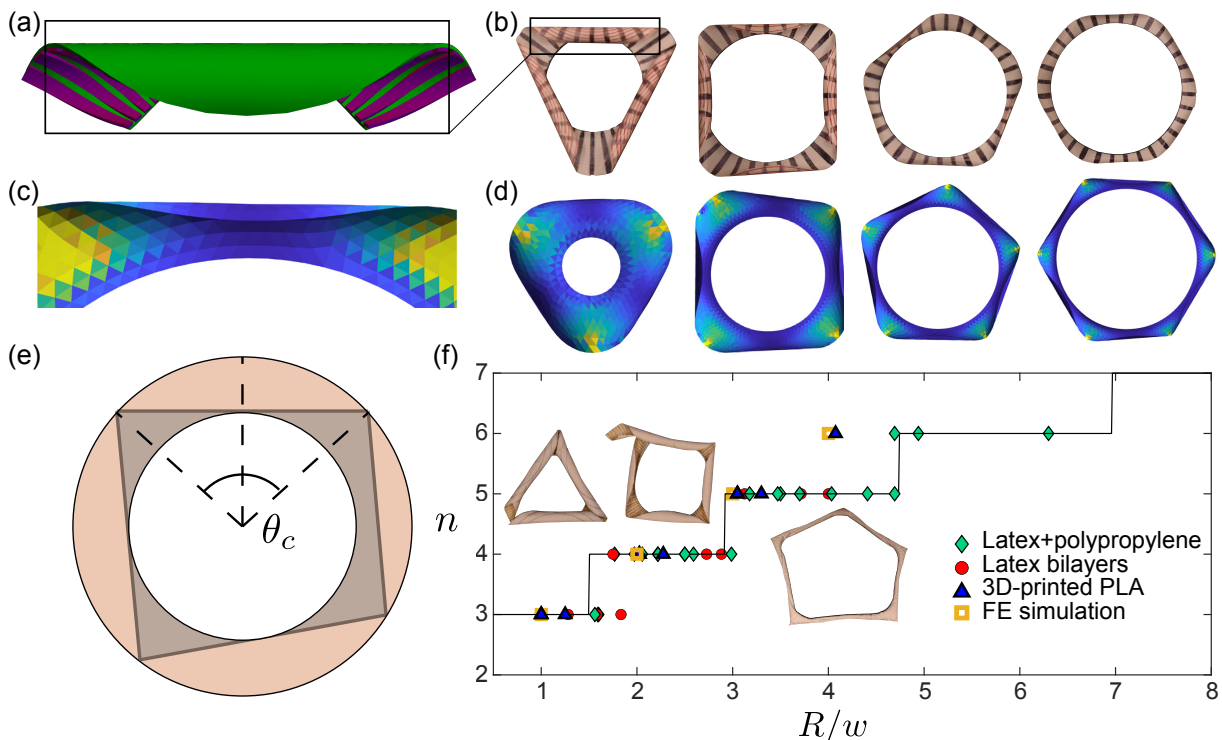 (a)
(b)
(c)
(d)
(e)
θc
(f)
7
6
5
4
3
2
n
1 2 3 4 5 6 7 8
R/w
Latex+polypropylene
Latex bilayers
3D-printed PLA
FE simulation